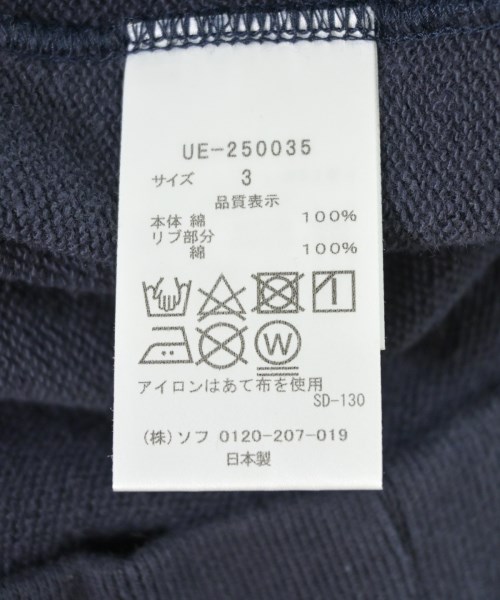 UE-250035
サイズ 3
品質表示
本体 綿 100%
リブ部分
綿 100%
W
アイロンはあて布を使用
SD-130
(株)ソフ 0120-207-019
日本製